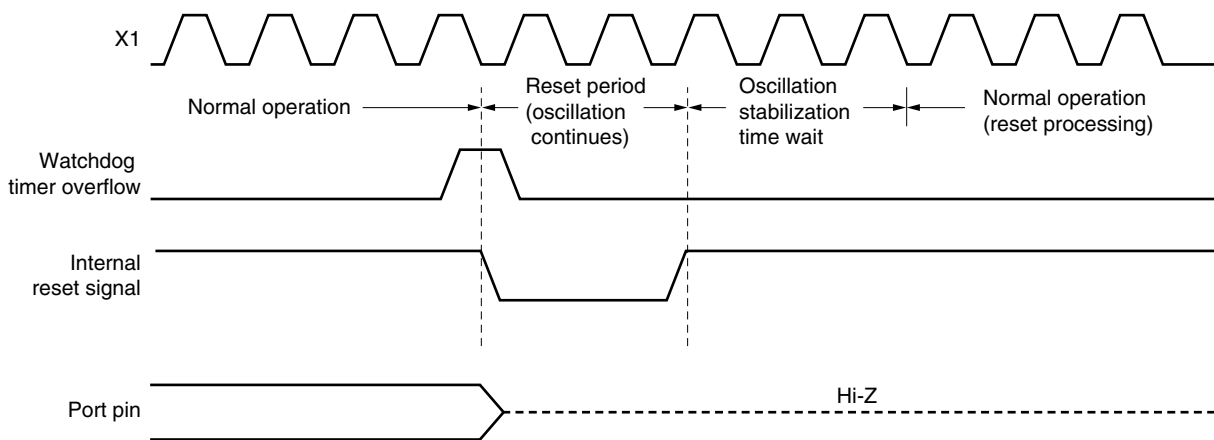 X1
Normal operation
Reset period
(oscillation
continues)
Oscillation
stabilization
time wait
Normal operation
(reset processing)
Watchdog
timer overflow
Internal
reset signal
Port pin
Hi-Z